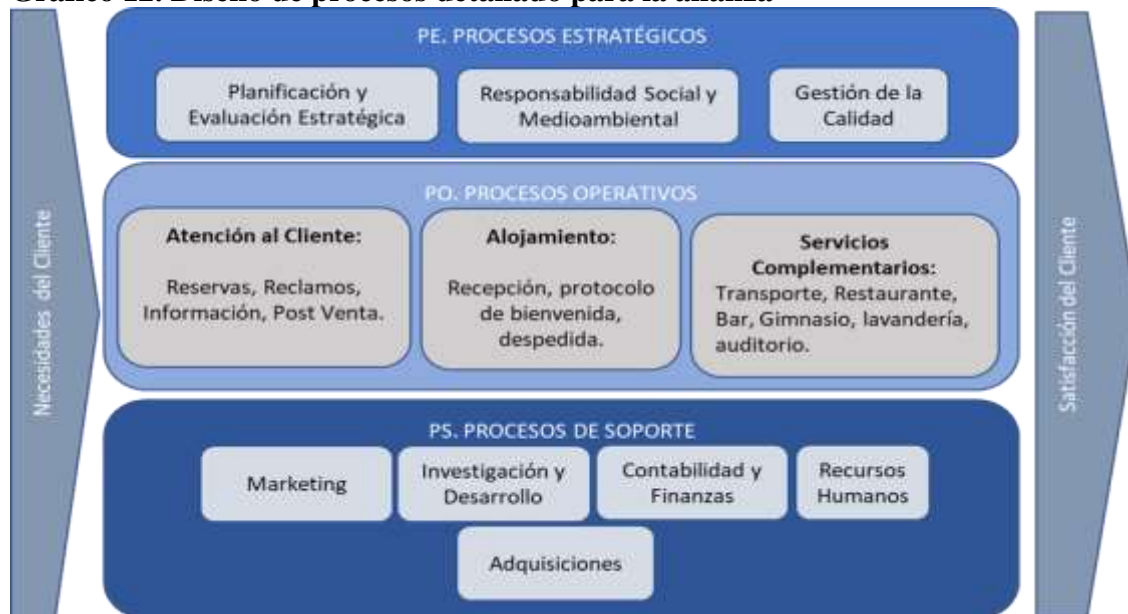 Gráfico 12. Diseño de procesos detallado para la alianza
PE. PROCESOS ESTRATÉGICOS
Planificación y
Evaluación Estratégica
Responsabilidad Social y
Medioambiental
Gestión de la
Calidad
Necesidades del Cliente
PO. PROCESOS OPERATIVOS
Atención al Cliente:
Reservas, Reclamos,
Información, Post Venta.
Alojamiento:
Recepción, protocolo
de bienvenida,
despedida.
Servicios
Complementarios:
Transporte, Restaurante,
Bar, Gimnasio, lavandería,
auditorio.
Satisfacción del Cliente
PS. PROCESOS DE SOPORTE
Marketing
Investigación y
Desarrollo
Contabilidad y
Finanzas
Recursos
Humanos
Adquisiciones